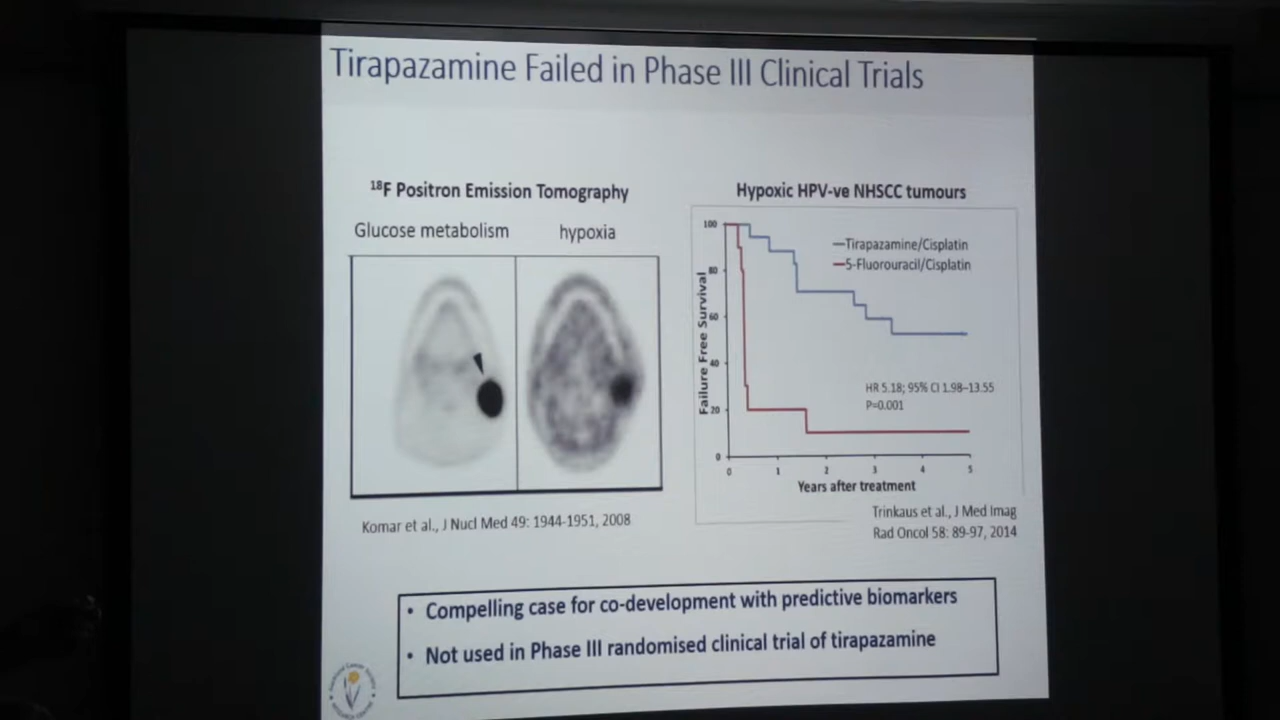 Tirapazamine Failed in Phase III Clinical Trials
18F Positron Emission Tomography
Glucose metabolism
hypoxia
Komar et al., J Nucl Med 49: 1944-1951, 2008
Hypoxic HPV-ve NHSCC tumours
100
80
60
40
20
0
Failure Free Survival
Tirapazamine/Cisplatin
5-Fluorouracil/Cisplatin
HR 5.18; 95% CI 1.98–13.55
P=0.001
0 1 2 3 4 5
Years after treatment
Trinkaus et al., J Med Imag
Rad Oncol 58: 89-97, 2014
• Compelling case for co-development with predictive biomarkers
• Not used in Phase III randomised clinical trial of tirapazamine